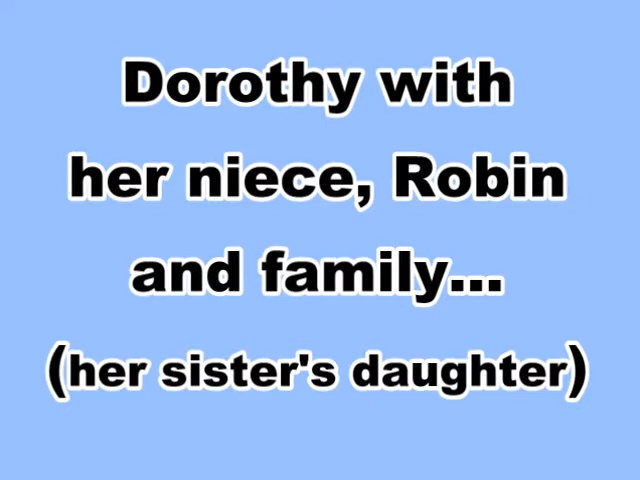 Dorothy with
her niece, Robin
and family...
(her sister's daughter)